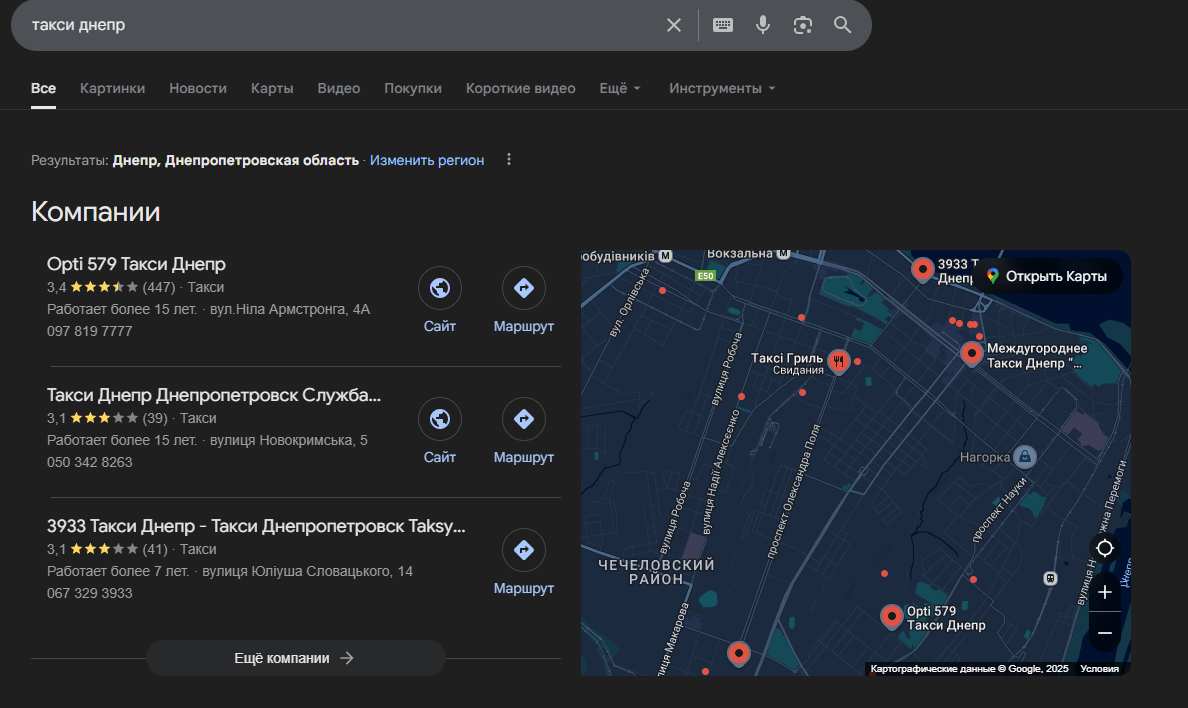 такси днепр
Все Картинки Новости Карты Видео Покупки Короткие видео Ещё Инструменты
Результаты: Днепр, Днепропетровская область · Изменить регион
Компании
Opti 579 Такси Днепр
3,4 (447) · Такси
Работает более 15 лет. · вул.Ніла Армстронга, 4А
097 819 7777
Сайт
Маршрут
Такси Днепр Днепропетровск Служба...
3,1 (39) · Такси
Работает более 15 лет. · вулиця Новокримська, 5
050 342 8263
Сайт
Маршрут
3933 Такси Днепр - Такси Днепропетровск Taksy...
3,1 (41) · Такси
Работает более 7 лет. · вулиця Юліуша Словацького, 14
067 329 3933
Маршрут
Ещё компании
обудівників M
Вокзальна M
E50
3933 Т
Днепр
Открыть Карты
вул. Орлівська
Таксі Гриль
Свидания
Междугороднее
Такси Днепр “...
улиця Робоча
вулиця Надії Алексєєнко
проспект Олександра Поля
Нагорка
проспект Науки
жна Перемоги
вулиця Робоча
ЧЕЧЕЛОВСКИЙ
РАЙОН
вулиця Н
Opti 579
Такси Днепр
лиця Макарова
Картографические данные © Google, 2025 Условия